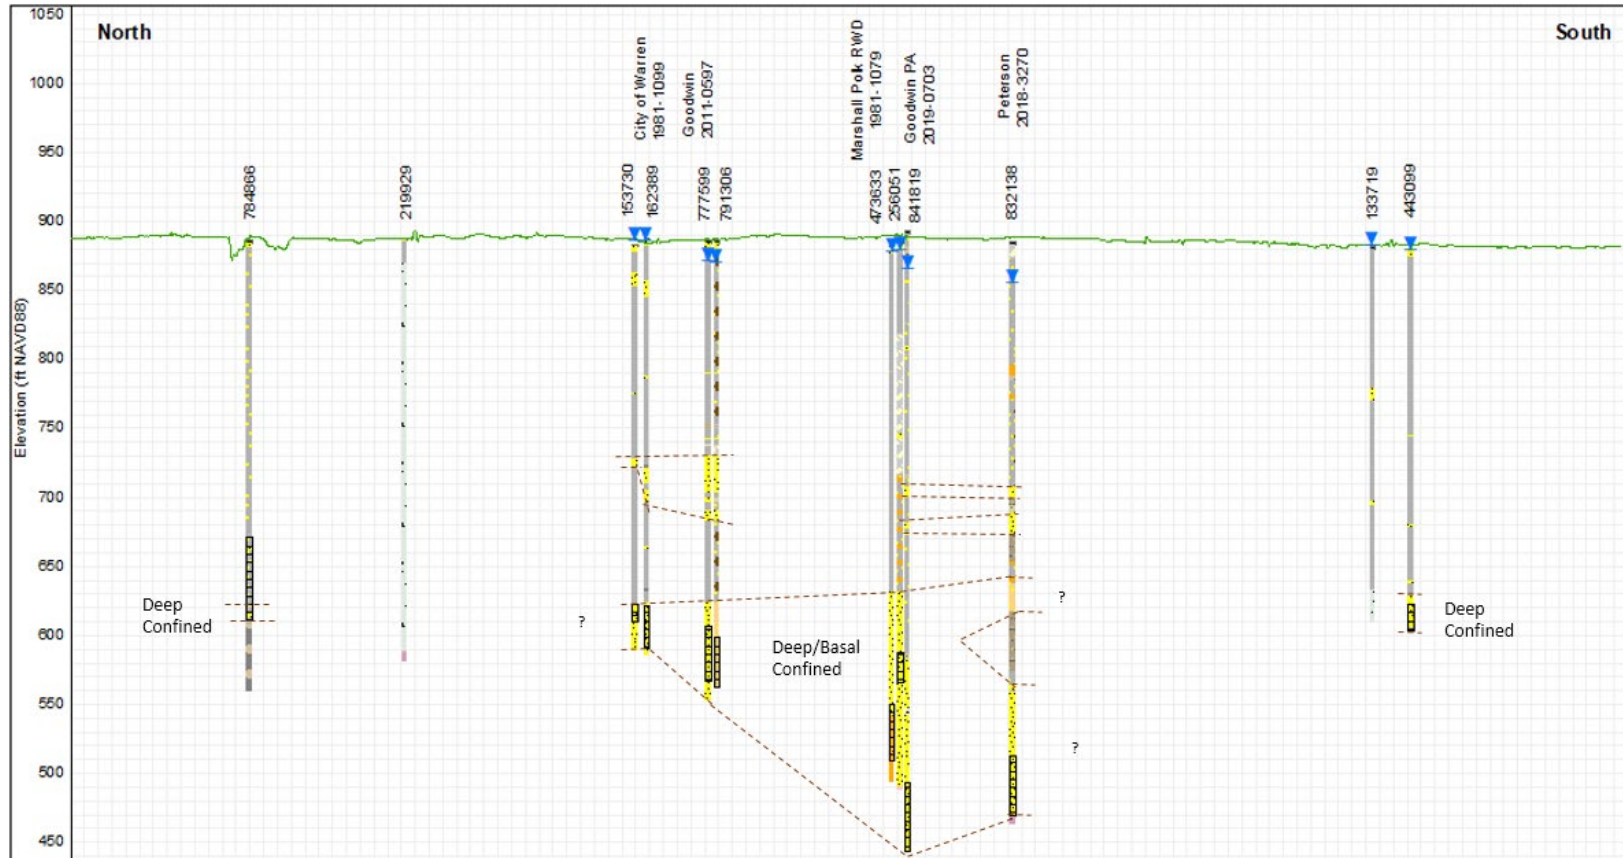 1050
North
South
1000
950
900
850
800
750
700
650
600
550
500
450
Elevation (ft NAVD88)
784866
219929
City of Warren
1981-1099
153730
162389
Goodwin
2011-0597
777599
791306
Marshall Polk RWD
1981-1079
Goodwin PA
2019-0703
473633
256051
841819
Peterson
2018-3270
832138
133719
443099
Deep
Confined
?
Deep/Basal
Confined
?
?
Deep
Confined